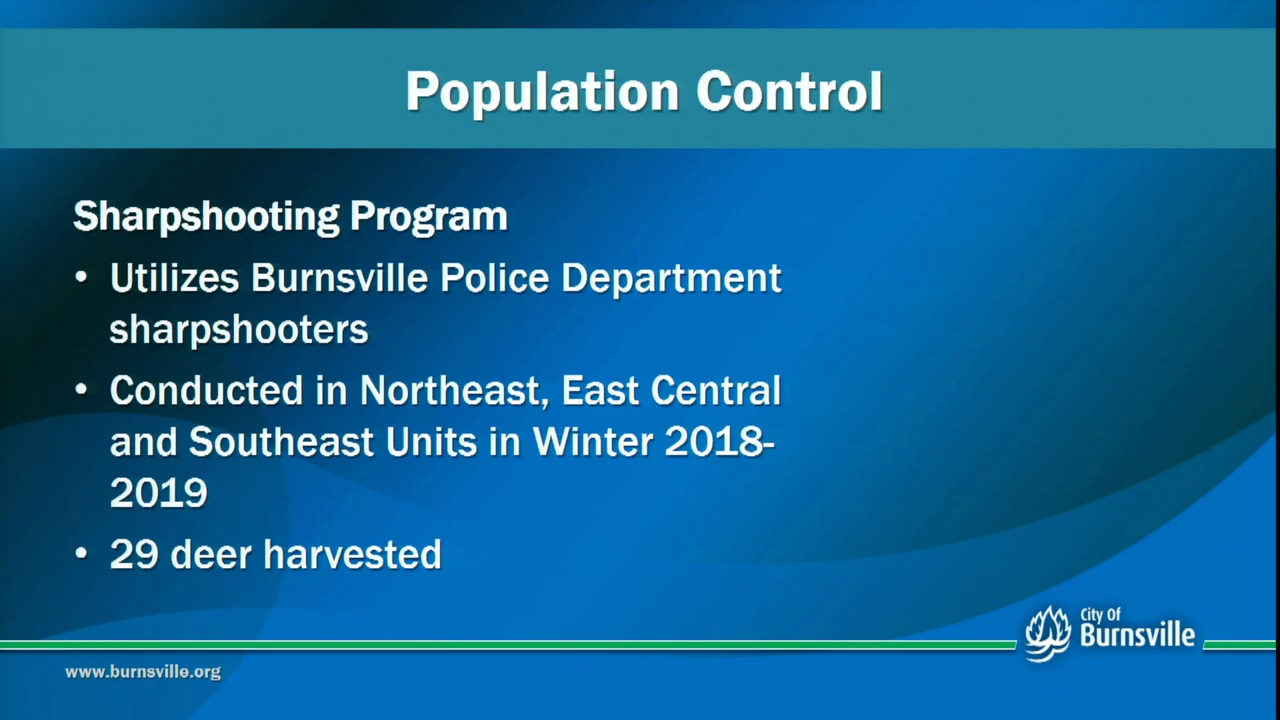 Population Control
Sharpshooting Program
• Utilizes Burnsville Police Department
sharpshooters
• Conducted in Northeast, East Central
and Southeast Units in Winter 2018-
2019
• 29 deer harvested
City Of
Burnsville
www.burnsville.org